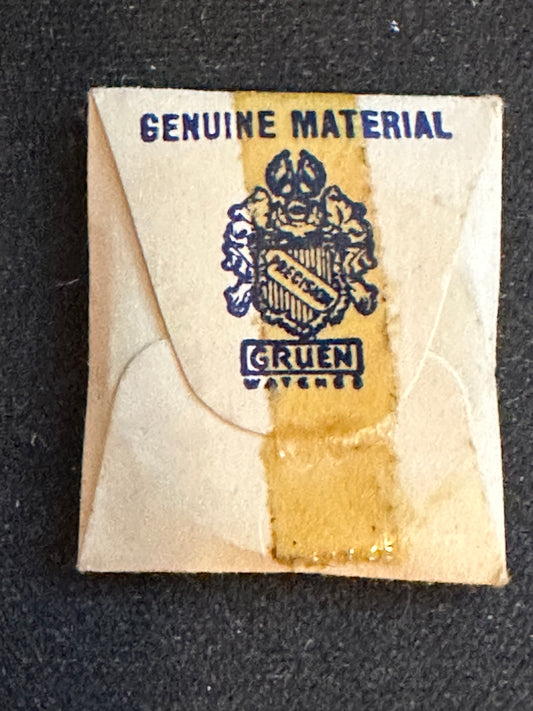 GENUINE MATERIAL
PRECISION
GRUEN
WATCHES